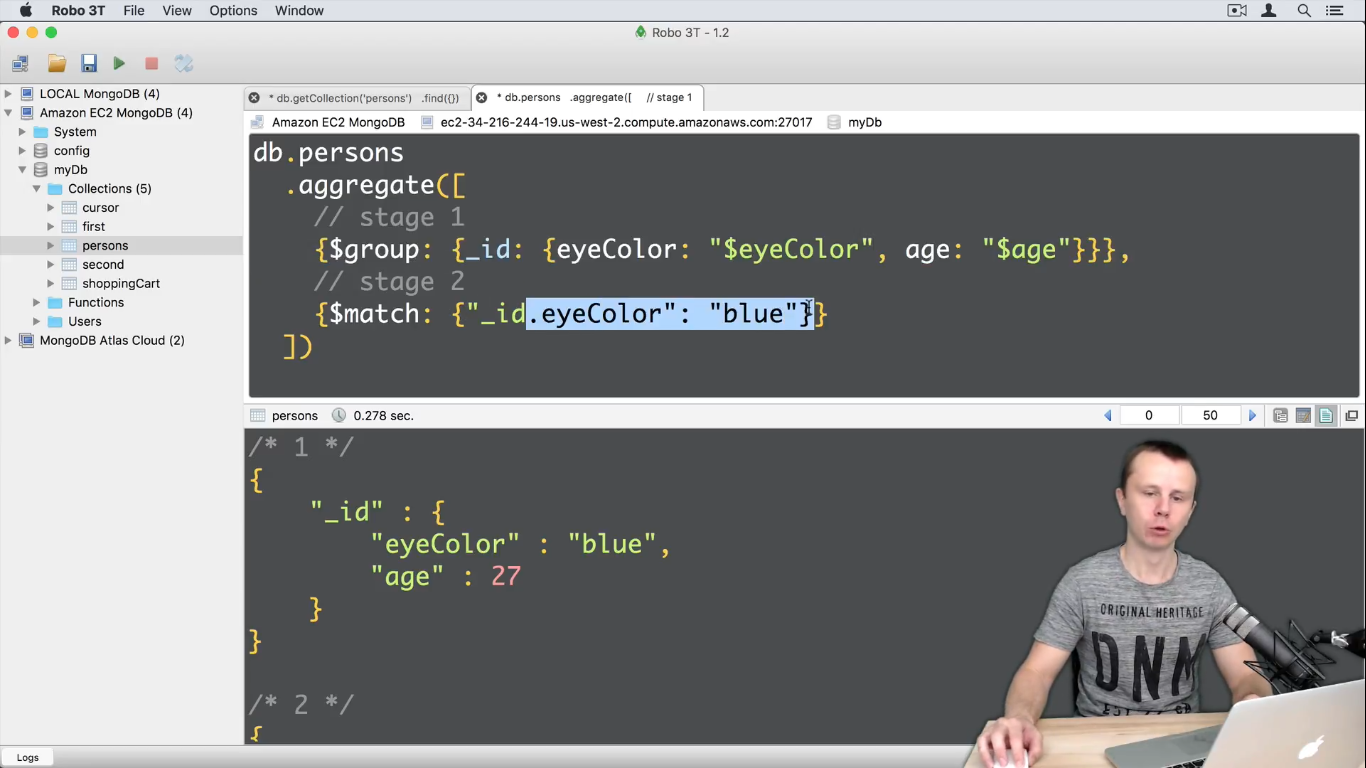 Robo 3T File View Options Window
Robo 3T - 1.2
LOCAL MongoDB (4)
Amazon EC2 MongoDB (4)
System
config
myDb
Collections (5)
cursor
first
persons
second
shoppingCart
Functions
Users
MongoDB Atlas Cloud (2)
* db.getCollection('persons') .find({}) * db.persons .aggregate([ // stage 1
Amazon EC2 MongoDB ec2-34-216-244-19.us-west-2.compute.amazonaws.com:27017 myDb
db.persons
.aggregate([
// stage 1
{$group: {_id: {eyeColor: "$eyeColor", age: "$age"}}},
// stage 2
{$match: {"_id.eyeColor": "blue"}}
])
persons 0.278 sec. 0 50
/* 1 */
{
"_id" : {
"eyeColor" : "blue",
"age" : 27
}
}
/* 2 */
{
ORIGINAL HERITAGE
DNM
Logs